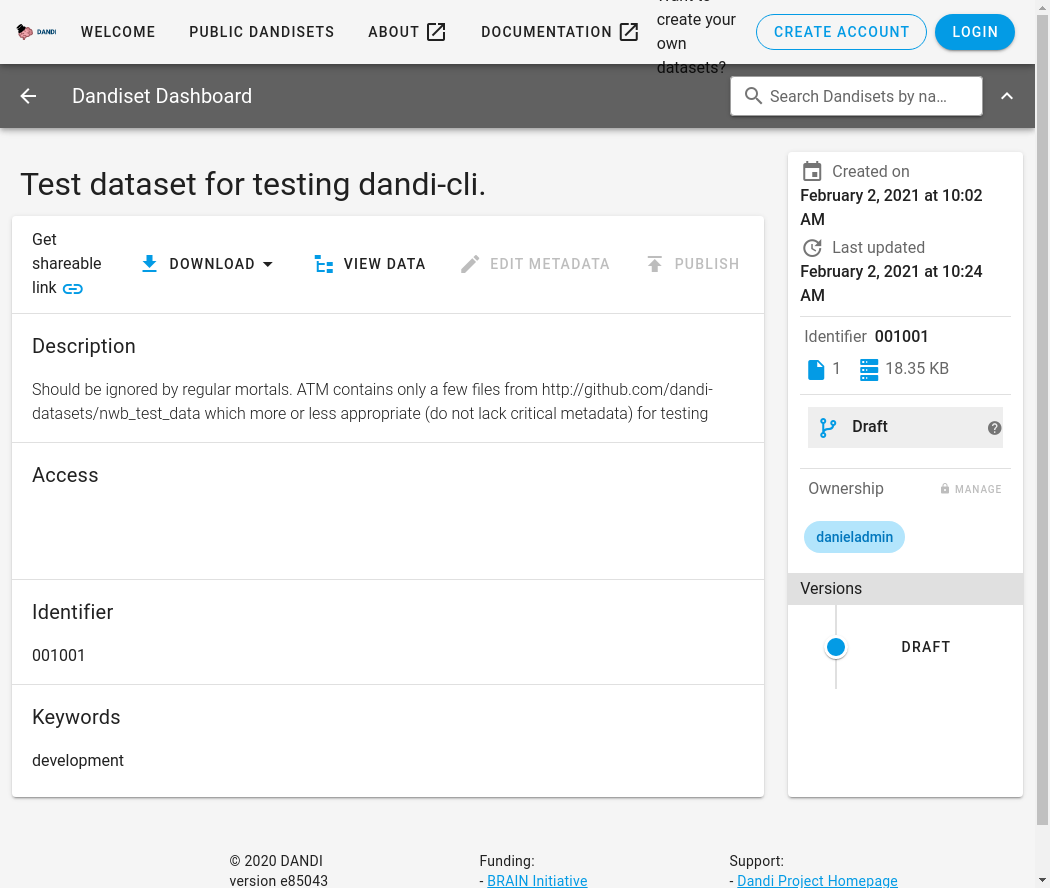 DANDI
WELCOME
PUBLIC DANDISETS
ABOUT
DOCUMENTATION
create your
own
datasets?
CREATE ACCOUNT
LOGIN
Dandiset Dashboard
Search Dandisets by na...
Test dataset for testing dandi-cli.
Get
shareable
link
DOWNLOAD
VIEW DATA
EDIT METADATA
PUBLISH
Description
Should be ignored by regular mortals. ATM contains only a few files from http://github.com/dandi-
datasets/nwb_test_data which more or less appropriate (do not lack critical metadata) for testing
Access
Identifier
001001
Keywords
development
Created on
February 2, 2021 at 10:02
AM
Last updated
February 2, 2021 at 10:24
AM
Identifier 001001
1
18.35 KB
Draft
Ownership
MANAGE
danieladmin
Versions
DRAFT
© 2020 DANDI
version e85043
Funding:
- BRAIN Initiative
Support:
- Dandi Project Homepage